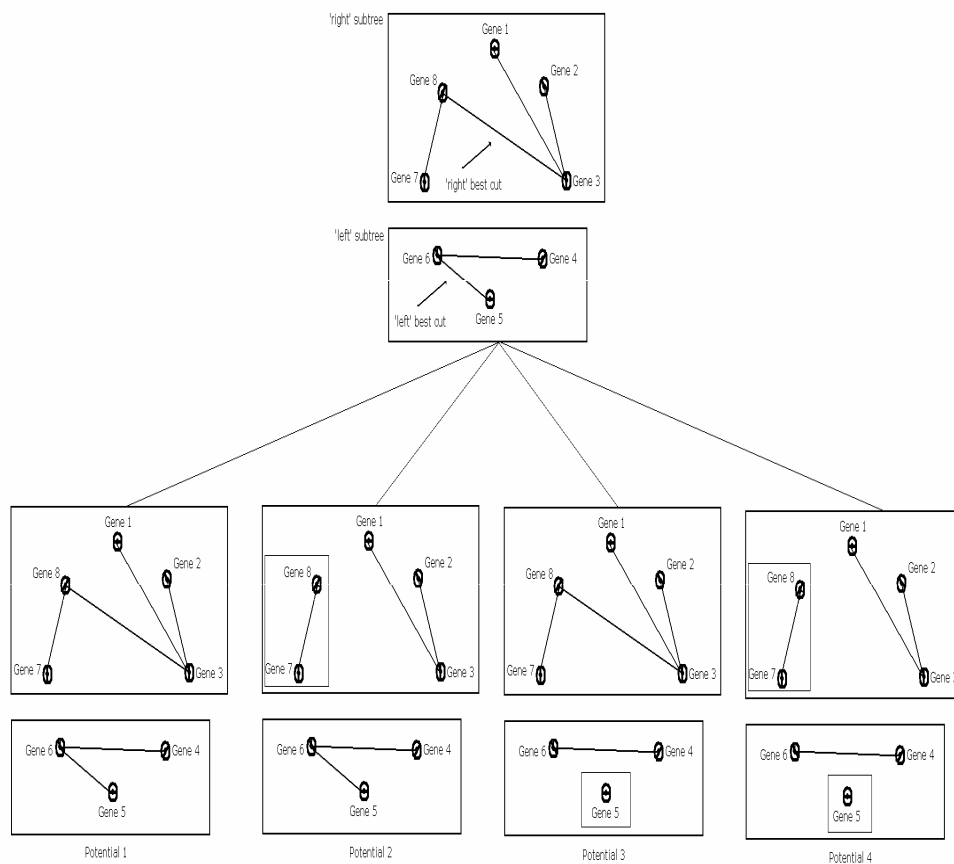 'right' subtree
Gene 1
Gene 2
Gene 8
Gene 7
'right' best cut
Gene 3
'left' subtree
Gene 6
Gene 4
'left' best cut
Gene 5
Gene 1
Gene 2
Gene 8
Gene 7
Gene 3
Gene 6
Gene 4
Gene 5
Potential 1
Gene 1
Gene 2
Gene 8
Gene 7
Gene 3
Gene 6
Gene 4
Gene 5
Potential 2
Gene 1
Gene 2
Gene 8
Gene 7
Gene 3
Gene 6
Gene 4
Gene 5
Potential 3
Gene 1
Gene 2
Gene 8
Gene 7
Gene 3
Gene 6
Gene 4
Gene 5
Potential 4